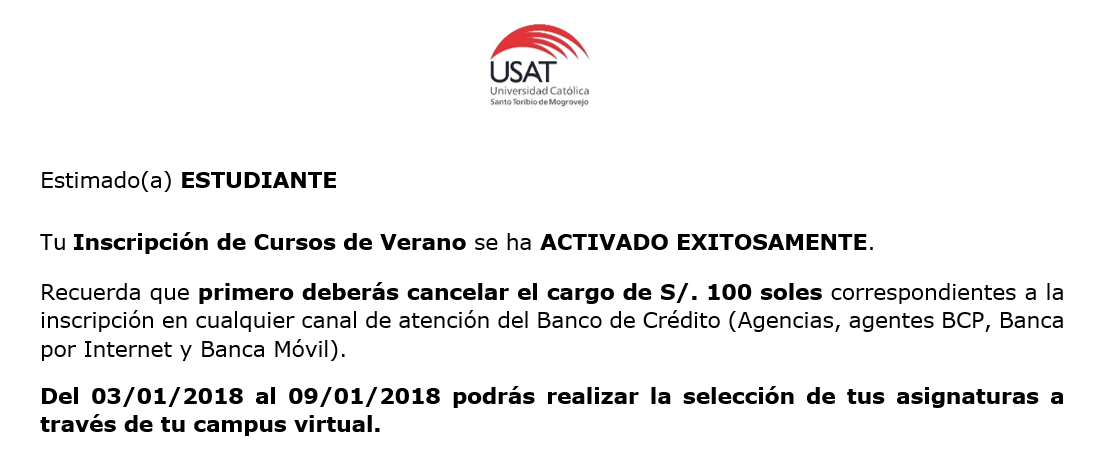 USAT
Universidad Católica
Santo Toribio de Mogrovejo
Estimado(a) ESTUDIANTE
Tu Inscripción de Cursos de Verano se ha ACTIVADO EXITOSAMENTE.
Recuerda que primero deberás cancelar el cargo de S/. 100 soles correspondientes a la
inscripción en cualquier canal de atención del Banco de Crédito (Agencias, agentes BCP, Banca
por Internet y Banca Móvil).
Del 03/01/2018 al 09/01/2018 podrás realizar la selección de tus asignaturas a
través de tu campus virtual.